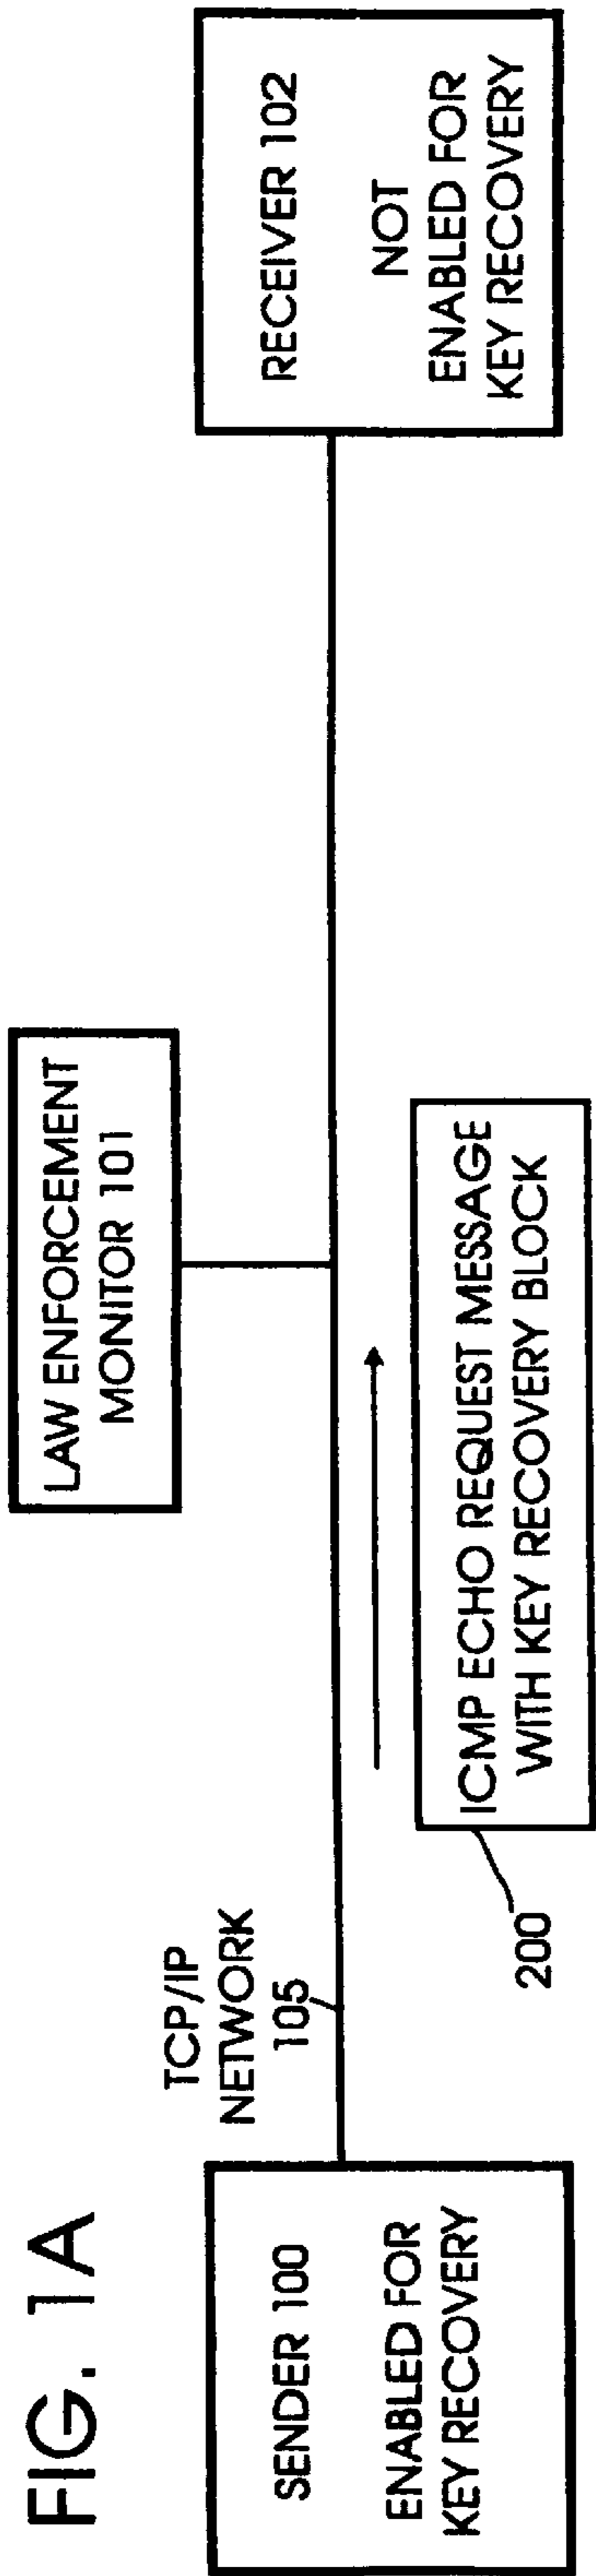 FIG. 1A
SENDER 100
ENABLED FOR
KEY RECOVERY
TCP/IP
NETWORK
105
LAW ENFORCEMENT
MONITOR 101
200
ICMP ECHO REQUEST MESSAGE
WITH KEY RECOVERY BLOCK
RECEIVER 102
NOT
ENABLED FOR
KEY RECOVERY